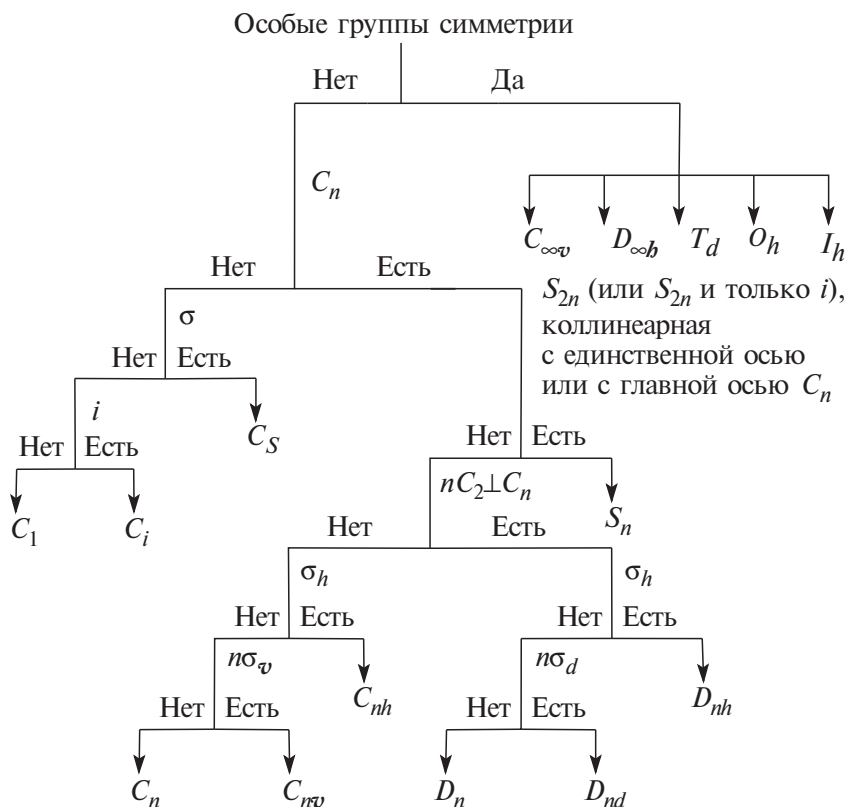 Особые группы симметрии
Нет Да
C_n
C_∞v D_∞h T_d O_h I_h
Нет Есть
S_2n (или S_2n и только i),
коллинеарная
с единственной осью
или с главной осью C_n
σ
Нет Есть
i
C_S
Нет Есть
Нет Есть
nC_2⊥C_n
S_n
C_1 C_i
Нет Есть
σ_h σ_h
Нет Есть Нет Есть
nσ_v nσ_d
C_nh D_nh
Нет Есть Нет Есть
C_n C_nv D_n D_nd